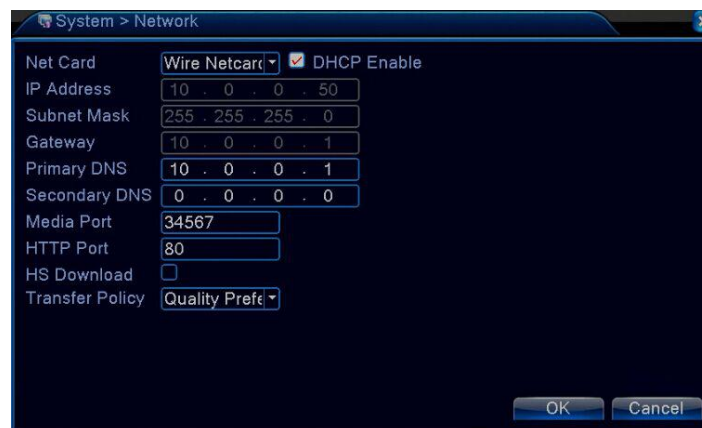 System > Network
Net Card Wire Netcard DHCP Enable
IP Address 10 . 0 . 0 . 50
Subnet Mask 255 . 255 . 255 . 0
Gateway 10 . 0 . 0 . 1
Primary DNS 10 . 0 . 0 . 1
Secondary DNS 0 . 0 . 0 . 0
Media Port 34567
HTTP Port 80
HS Download
Transfer Policy Quality Prefe
OK Cancel